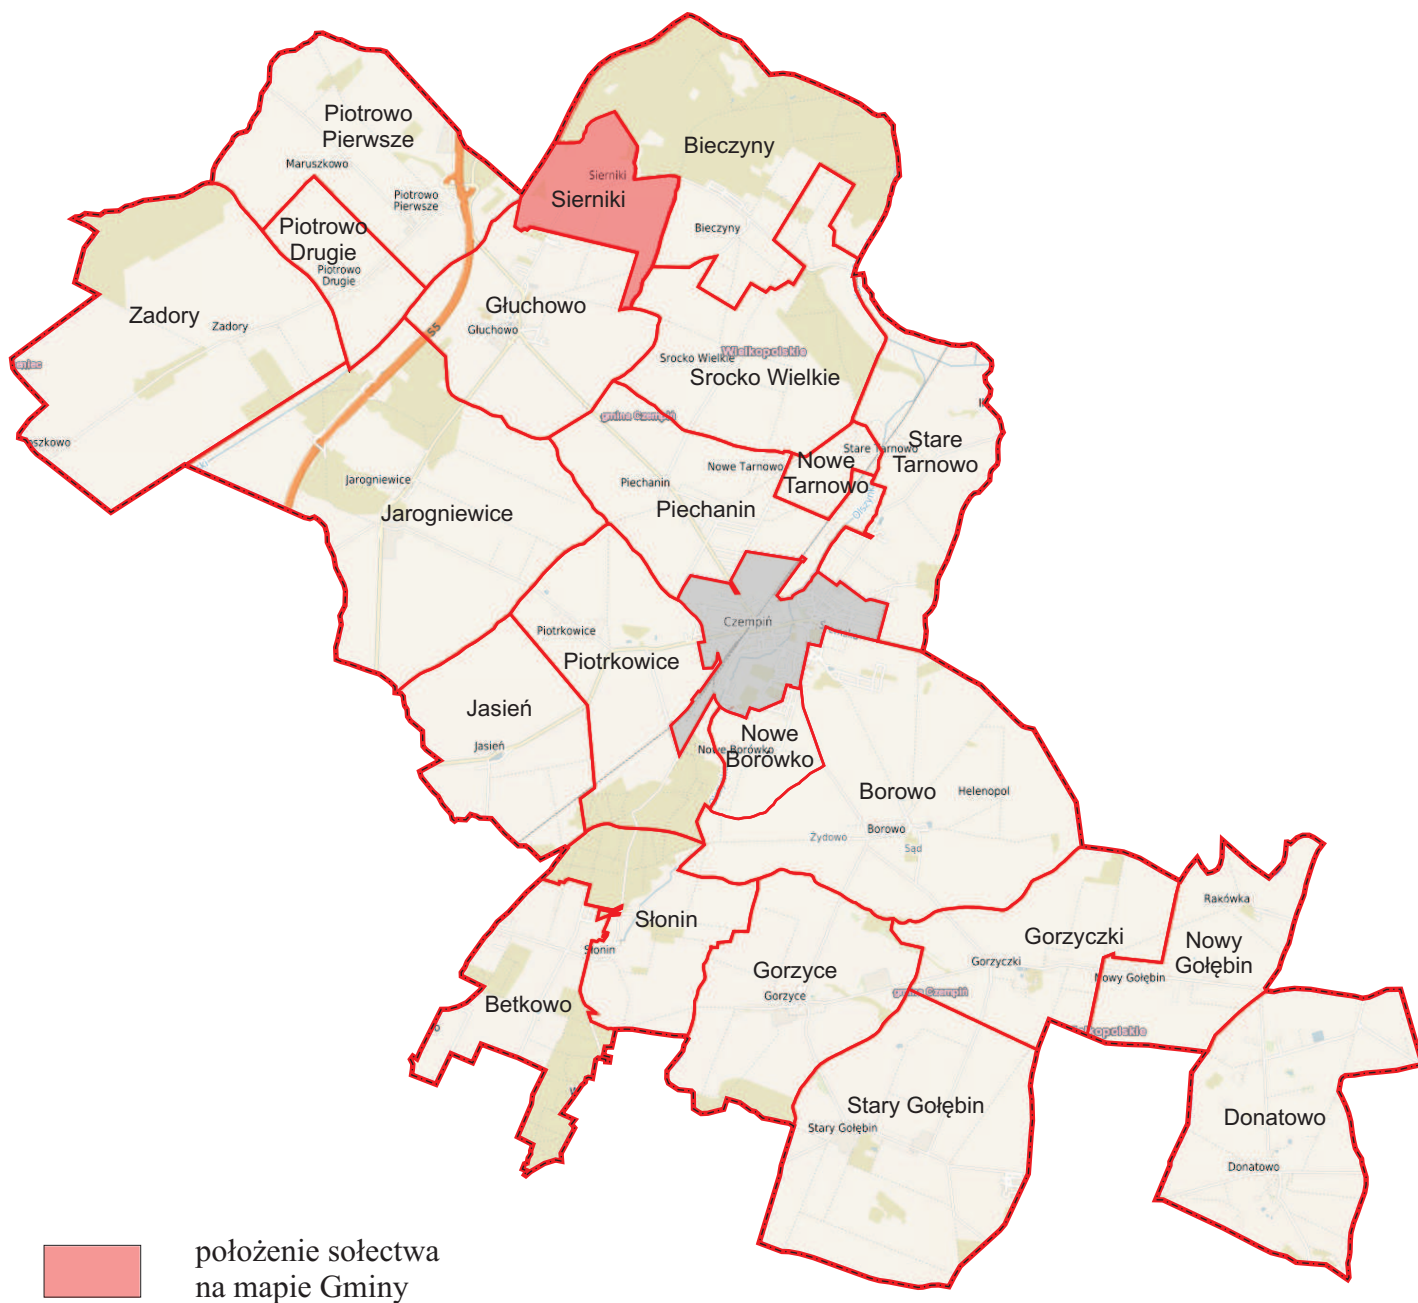 Piotrowo
Pierwsze
Maruszkowo
Piotrowo
Pierwsze
Bieczyny
Sierniki
Sierniki
Bieczyny
Piotrowo
Drugie
Piotrowo
Drugie
Zadory
Zadory
Głuchowo
Głuchowo
S5
Wielkopolskie
Srocko Wielkie
Srocko Wielkie
gmina Czempiń
Stare
Tarnowo
Stare Tarnowo
Nowe
Tarnowo
Nowe Tarnowo
Piechanin
Piechanin
Jarogniewice
Jarogniewice
Czempiń
Piotrkowice
Piotrkowice
Jasień
Jasień
Nowe
Borówko
Nowe Borówko
Borowo
Helenopol
Borowo
Żydowo
Sąd
Słonin
Słonin
Rakówka
Gorzyczki
Gorzyczki
Nowy
Gołębin
Nowy Gołębin
Gorzyce
Gorzyce
gmina Czempiń
Betkowo
Stary Gołębin
Stary Gołębin
Donatowo
Donatowo
położenie sołectwa
na mapie Gminy